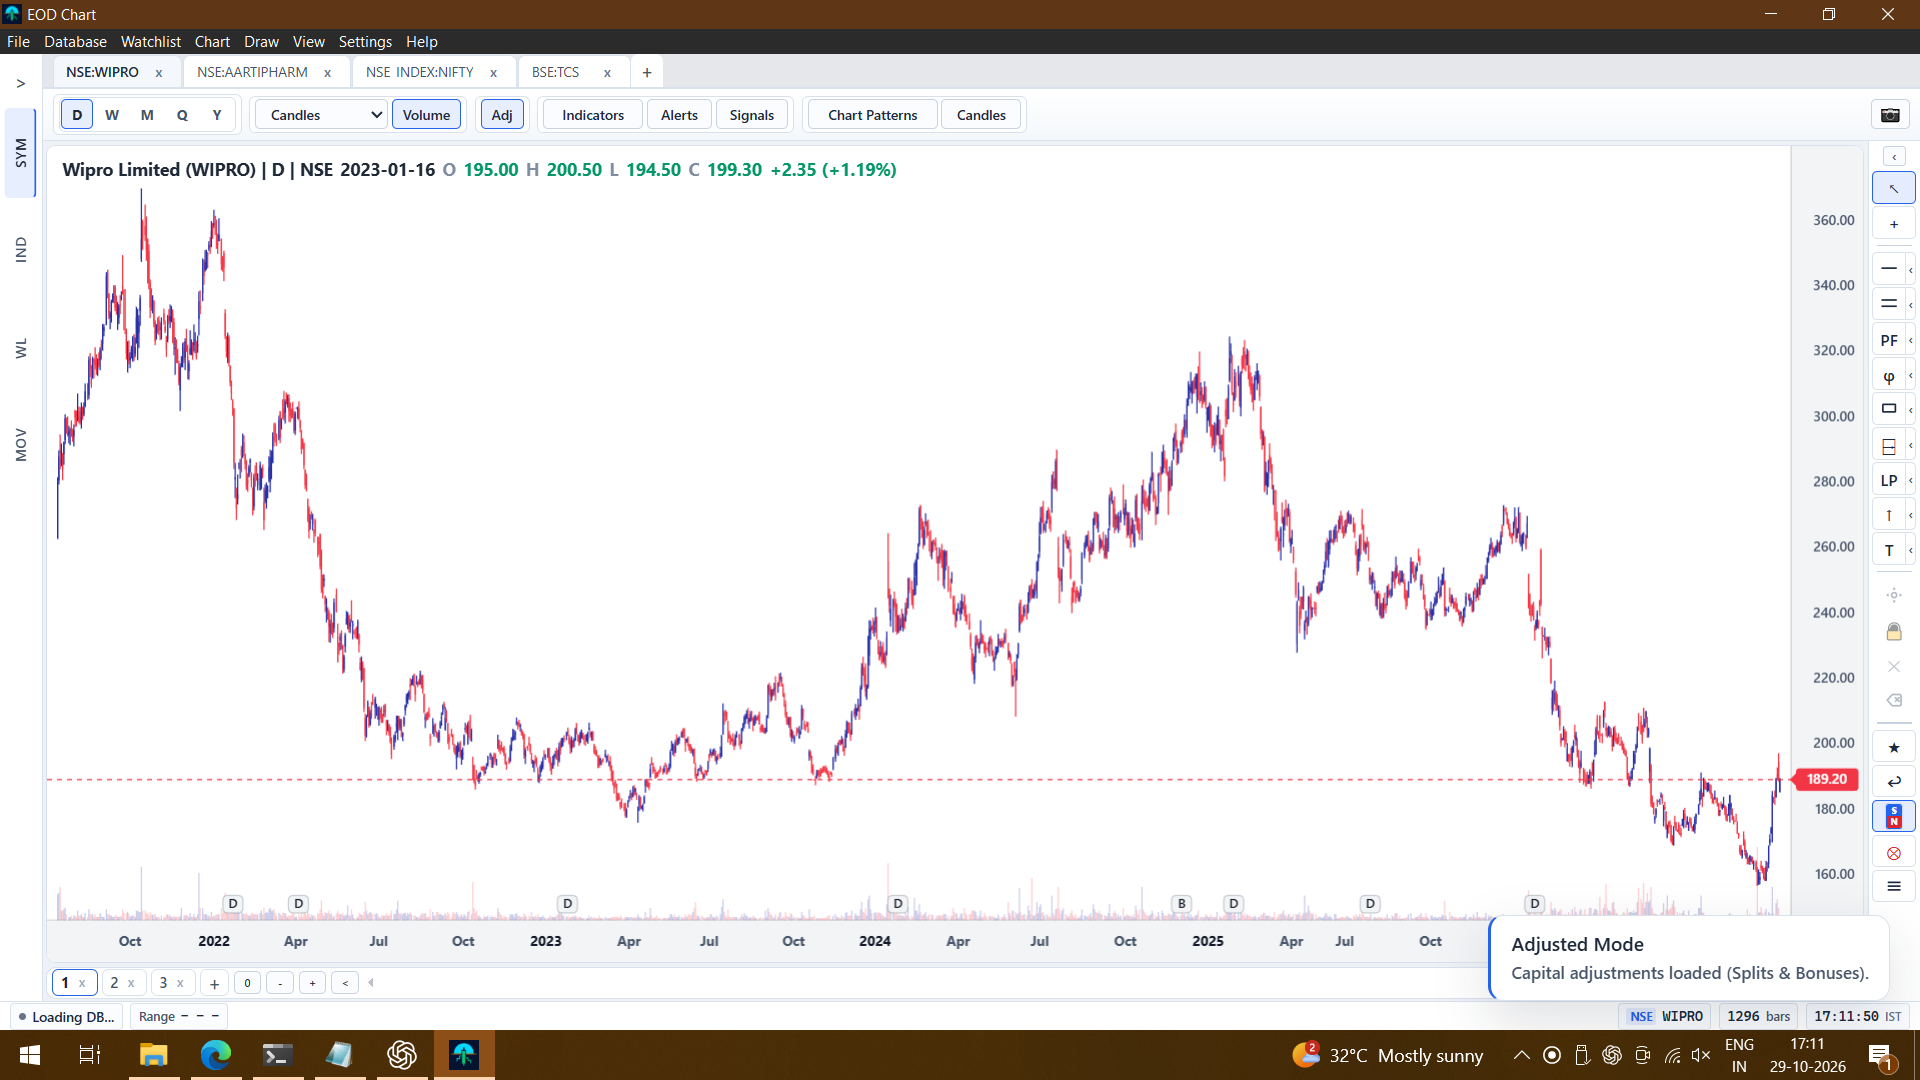 EOD Chart
File Database Watchlist Chart Draw View Settings Help
NSE:WIPRO x NSE:AARTIPHARM x NSE INDEX:NIFTY x BSE:TCS x +
> D W M Q Y Candles Volume Adj Indicators Alerts Signals Chart Patterns Candles
Wipro Limited (WIPRO) | D | NSE 2023-01-16 O 195.00 H 200.50 L 194.50 C 199.30 +2.35 (+1.19%)
SYM
IND
WL
MOV
360.00
340.00
320.00
300.00
280.00
260.00
240.00
220.00
200.00
189.20
180.00
160.00
PF
φ
LP
T
S
N
D D D D B D D D
Oct 2022 Apr Jul Oct 2023 Apr Jul Oct 2024 Apr Jul Oct 2025 Apr Jul Oct
Adjusted Mode
Capital adjustments loaded (Splits & Bonuses).
1 x 2 x 3 x + 0 - + <
Loading DB... Range – – – NSE WIPRO 1296 bars 17:11:50 IST
2 32°C Mostly sunny ENG IN 17:11 29-10-2026 1